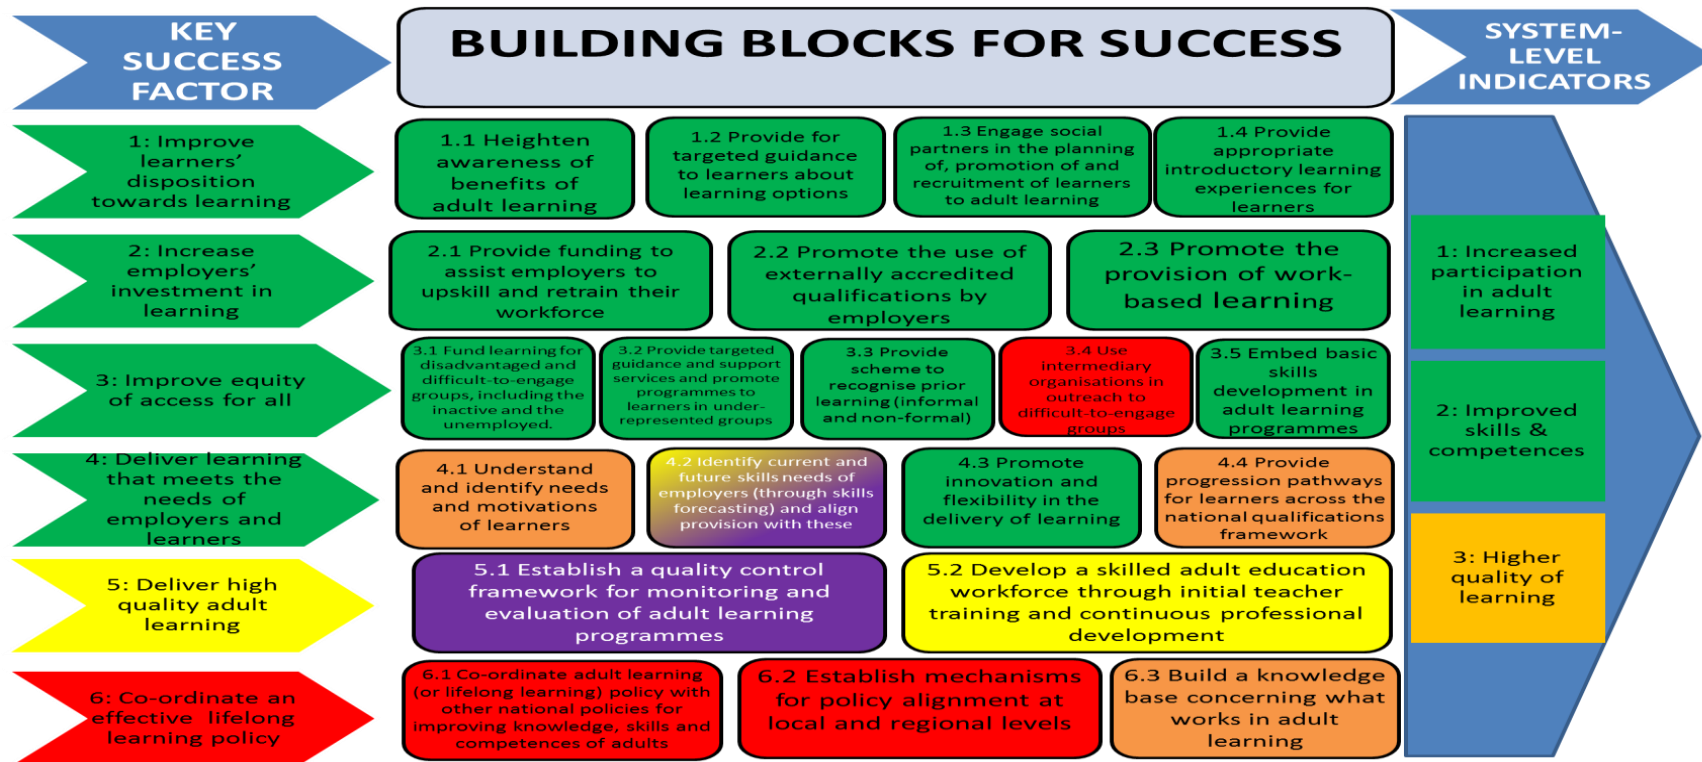 KEY
SUCCESS
FACTOR
BUILDING BLOCKS FOR SUCCESS
SYSTEM-
LEVEL
INDICATORS
1: Improve
learners’
disposition
towards learning
1.1 Heighten
awareness of
benefits of
adult learning
1.2 Provide for
targeted guidance
to learners about
learning options
1.3 Engage social
partners in the planning
of, promotion of and
recruitment of learners
to adult learning
1.4 Provide
appropriate
introductory learning
experiences for
learners
2: Increase
employers’
investment in
learning
2.1 Provide funding to
assist employers to
upskill and retrain their
workforce
2.2 Promote the use of
externally accredited
qualifications by
employers
2.3 Promote the
provision of work-
based learning
3: Improve equity
of access for all
3.1 Fund learning for
disadvantaged and
difficult-to-engage
groups, including the
inactive and the
unemployed.
3.2 Provide targeted
guidance and support
services and promote
programmes to
learners in under-
represented groups
3.3 Provide
scheme to
recognise prior
learning (informal
and non-formal)
3.4 Use
intermediary
organisations in
outreach to
difficult-to-engage
groups
3.5 Embed basic
skills
development in
adult learning
programmes
4: Deliver learning
that meets the
needs of
employers and
learners
4.1 Understand
and identify needs
and motivations
of learners
4.2 Identify current and
future skills needs of
employers (through skills
forecasting) and align
provision with these
4.3 Promote
innovation and
flexibility in the
delivery of learning
4.4 Provide
progression pathways
for learners across the
national qualifications
framework
5: Deliver high
quality adult
learning
5.1 Establish a quality control
framework for monitoring and
evaluation of adult learning
programmes
5.2 Develop a skilled adult education
workforce through initial teacher
training and continuous professional
development
6: Co-ordinate an
effective lifelong
learning policy
6.1 Co-ordinate adult learning
(or lifelong learning) policy with
other national policies for
improving knowledge, skills and
competences of adults
6.2 Establish mechanisms
for policy alignment at
local and regional levels
6.3 Build a knowledge
base concerning what
works in adult
learning
1: Increased
participation
in adult
learning
2: Improved
skills &
competences
3: Higher
quality of
learning